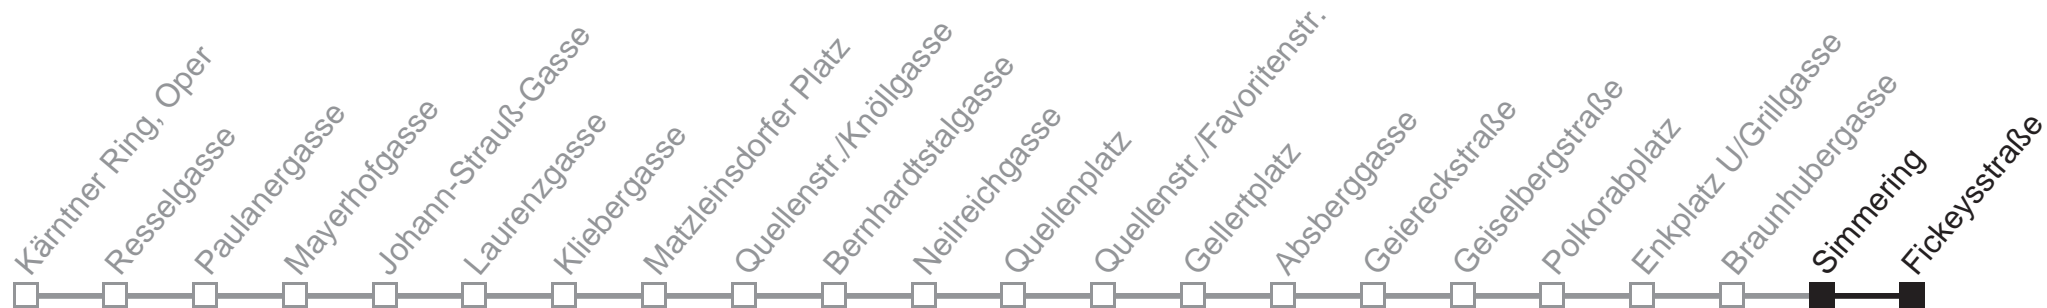 Kärntner Ring, Oper
Resselgasse
Paulanergasse
Mayerhofgasse
Johann-Strauß-Gasse
Laurenzgasse
Kliebergasse
Matzleinsdorfer Platz
Quellenstr./Knöllgasse
Bernhardtstalgasse
Neilreichgasse
Quellenplatz
Quellenstr./Favoritenstr.
Gellertplatz
Absberggasse
Geiereckstraße
Geiselbergstraße
Polkorabplatz
Enkplatz U/Grillgasse
Braunhubergasse
Simmering
Fickeysstraße